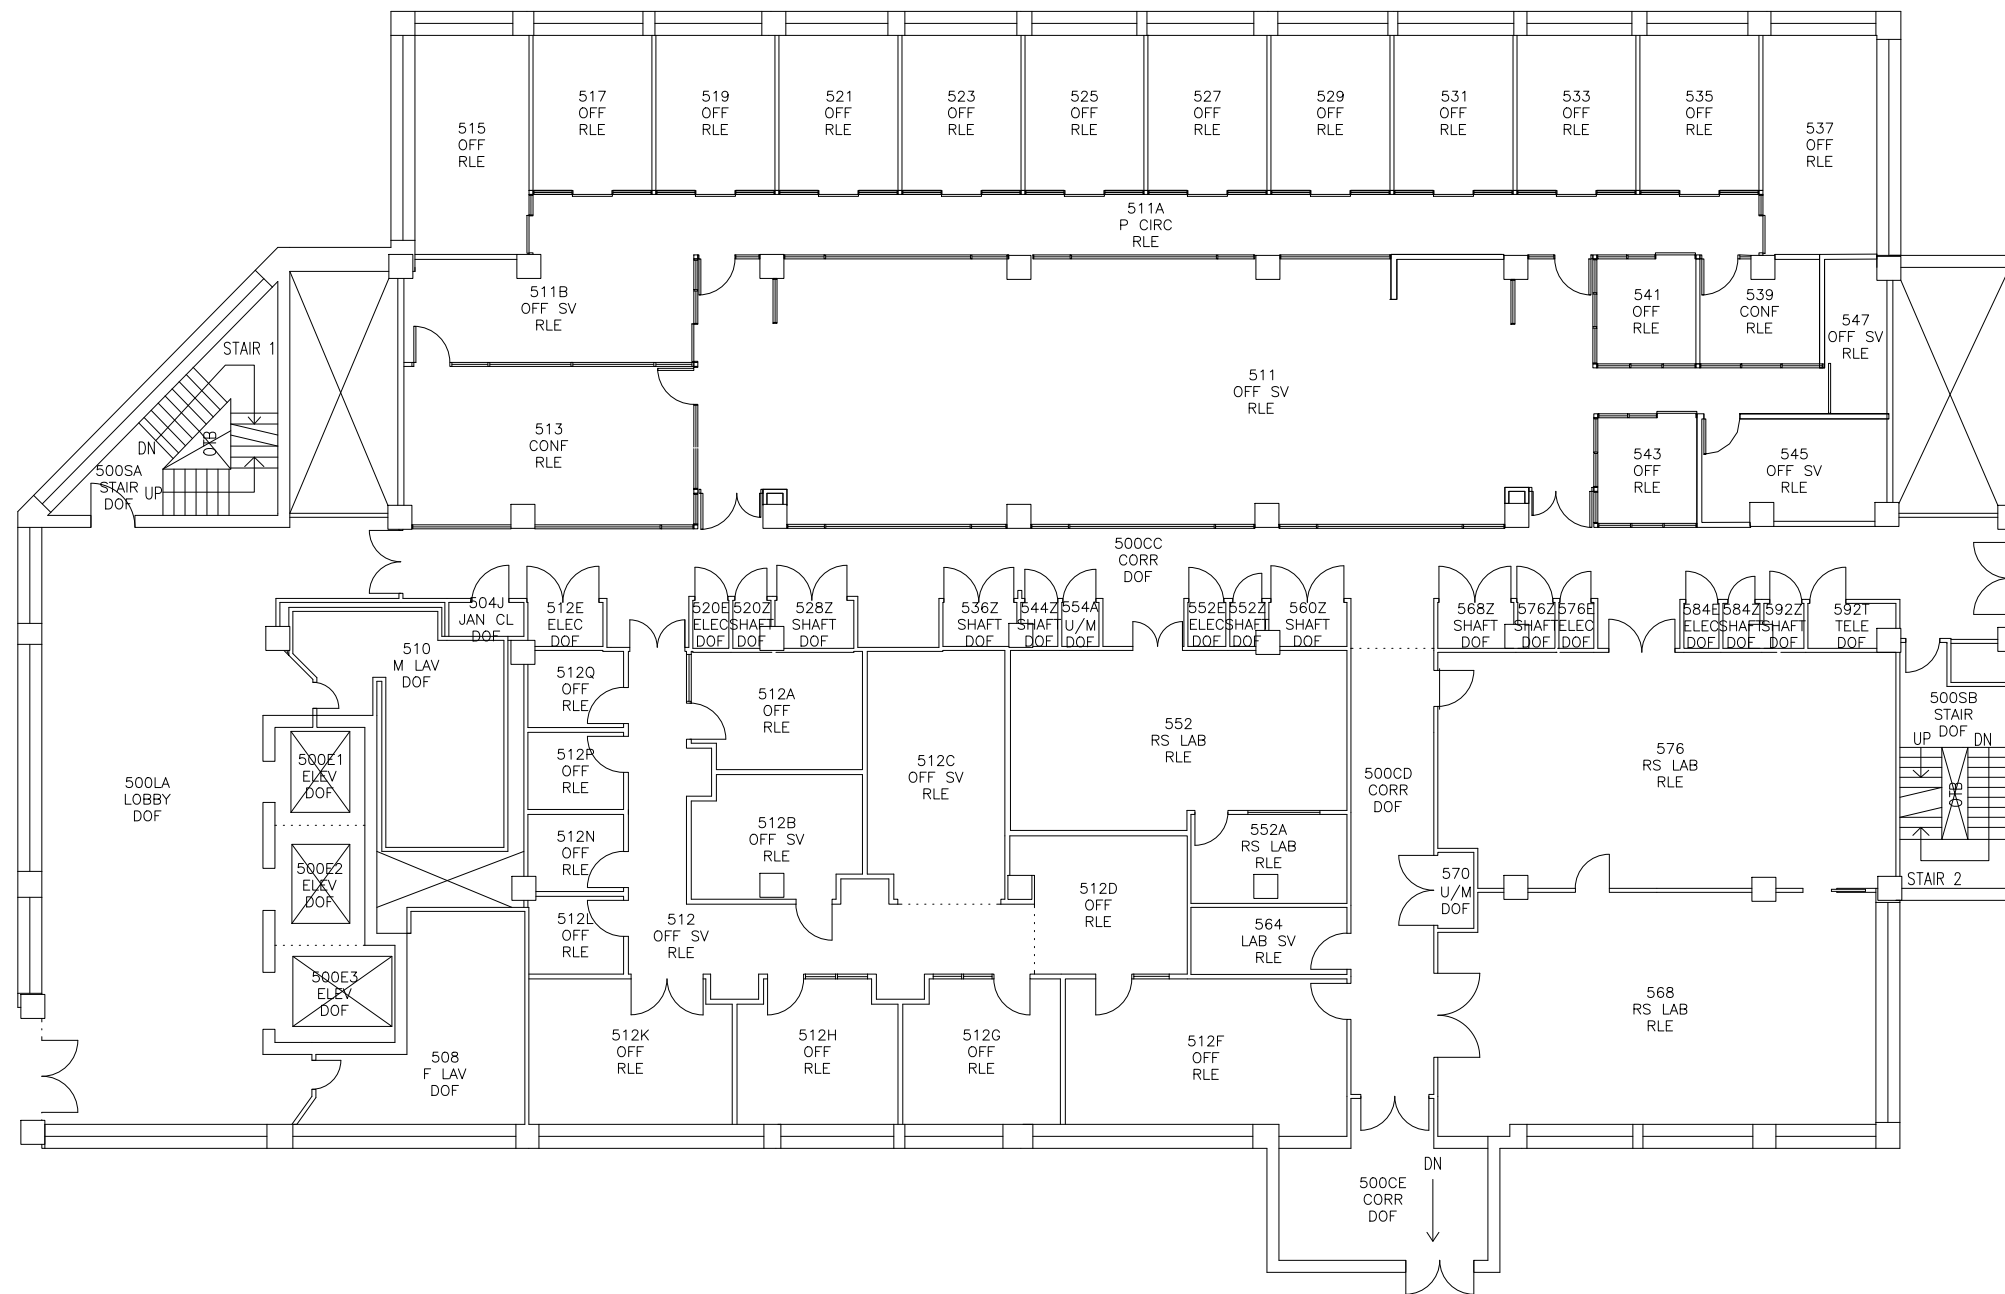 517
OFF
RLE
519
OFF
RLE
521
OFF
RLE
523
OFF
RLE
525
OFF
RLE
527
OFF
RLE
529
OFF
RLE
531
OFF
RLE
533
OFF
RLE
535
OFF
RLE
515
OFF
RLE
537
OFF
RLE
511A
P CIRC
RLE
511B
OFF SV
RLE
541
OFF
RLE
539
CONF
RLE
547
OFF SV
RLE
STAIR 1
511
OFF SV
RLE
513
CONF
RLE
DN
OTB
543
OFF
RLE
545
OFF SV
RLE
500SA
STAIR
DOF
UP
500CC
CORR
DOF
504J
JAN CL
DOF
512E
ELEC
DOF
520E
ELEC
DOF
520Z
SHAFT
DOF
528Z
SHAFT
DOF
536Z
SHAFT
DOF
544Z
SHAFT
DOF
554A
U/M
DOF
552E
ELEC
DOF
552Z
SHAFT
DOF
560Z
SHAFT
DOF
568Z
SHAFT
DOF
576Z
SHAFT
DOF
576E
ELEC
DOF
584E
ELEC
DOF
584Z
SHAFT
DOF
592Z
SHAFT
DOF
592T
TELE
DOF
510
M LAV
DOF
512Q
OFF
RLE
512A
OFF
RLE
552
RS LAB
RLE
576
RS LAB
RLE
500SB
STAIR
DOF
UP
DN
OTB
STAIR 2
500LA
LOBBY
DOF
500E1
ELEV
DOF
512P
OFF
RLE
512C
OFF SV
RLE
500CD
CORR
DOF
512B
OFF SV
RLE
512N
OFF
RLE
552A
RS LAB
RLE
500E2
ELEV
DOF
570
U/M
DOF
512D
OFF
RLE
512L
OFF
RLE
512
OFF SV
RLE
564
LAB SV
RLE
500E3
ELEV
DOF
568
RS LAB
RLE
508
F LAV
DOF
512K
OFF
RLE
512H
OFF
RLE
512G
OFF
RLE
512F
OFF
RLE
DN
500CE
CORR
DOF